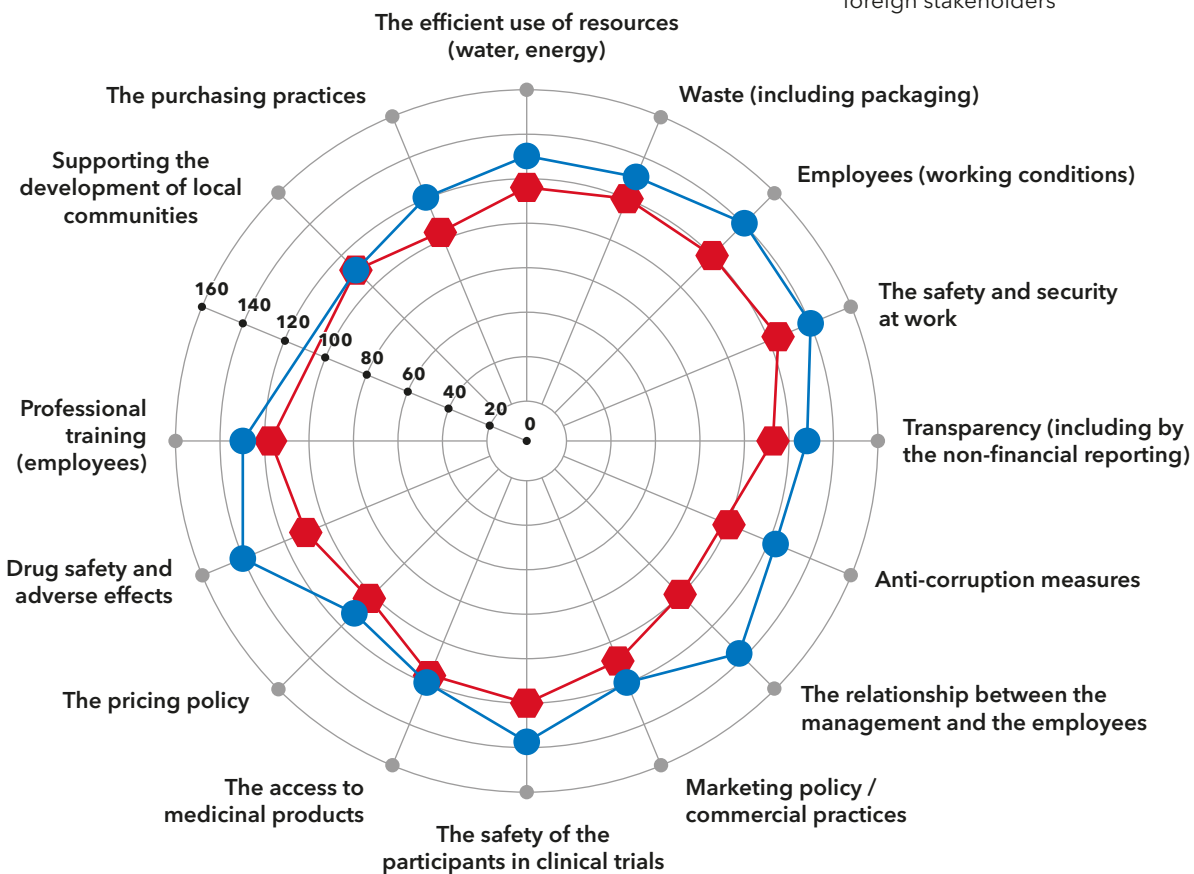 foreign stakeholders
The efficient use of resources
(water, energy)
The purchasing practices
Waste (including packaging)
Supporting the
development of local
communities
Employees (working conditions)
160
140
120
100
80
60
40
20
0
The safety and security
at work
Professional
training
(employees)
Transparency (including by
the non-financial reporting)
Drug safety and
adverse effects
Anti-corruption measures
The pricing policy
The relationship between the
management and the employees
The access to
medicinal products
Marketing policy /
commercial practices
The safety of the
participants in clinical trials